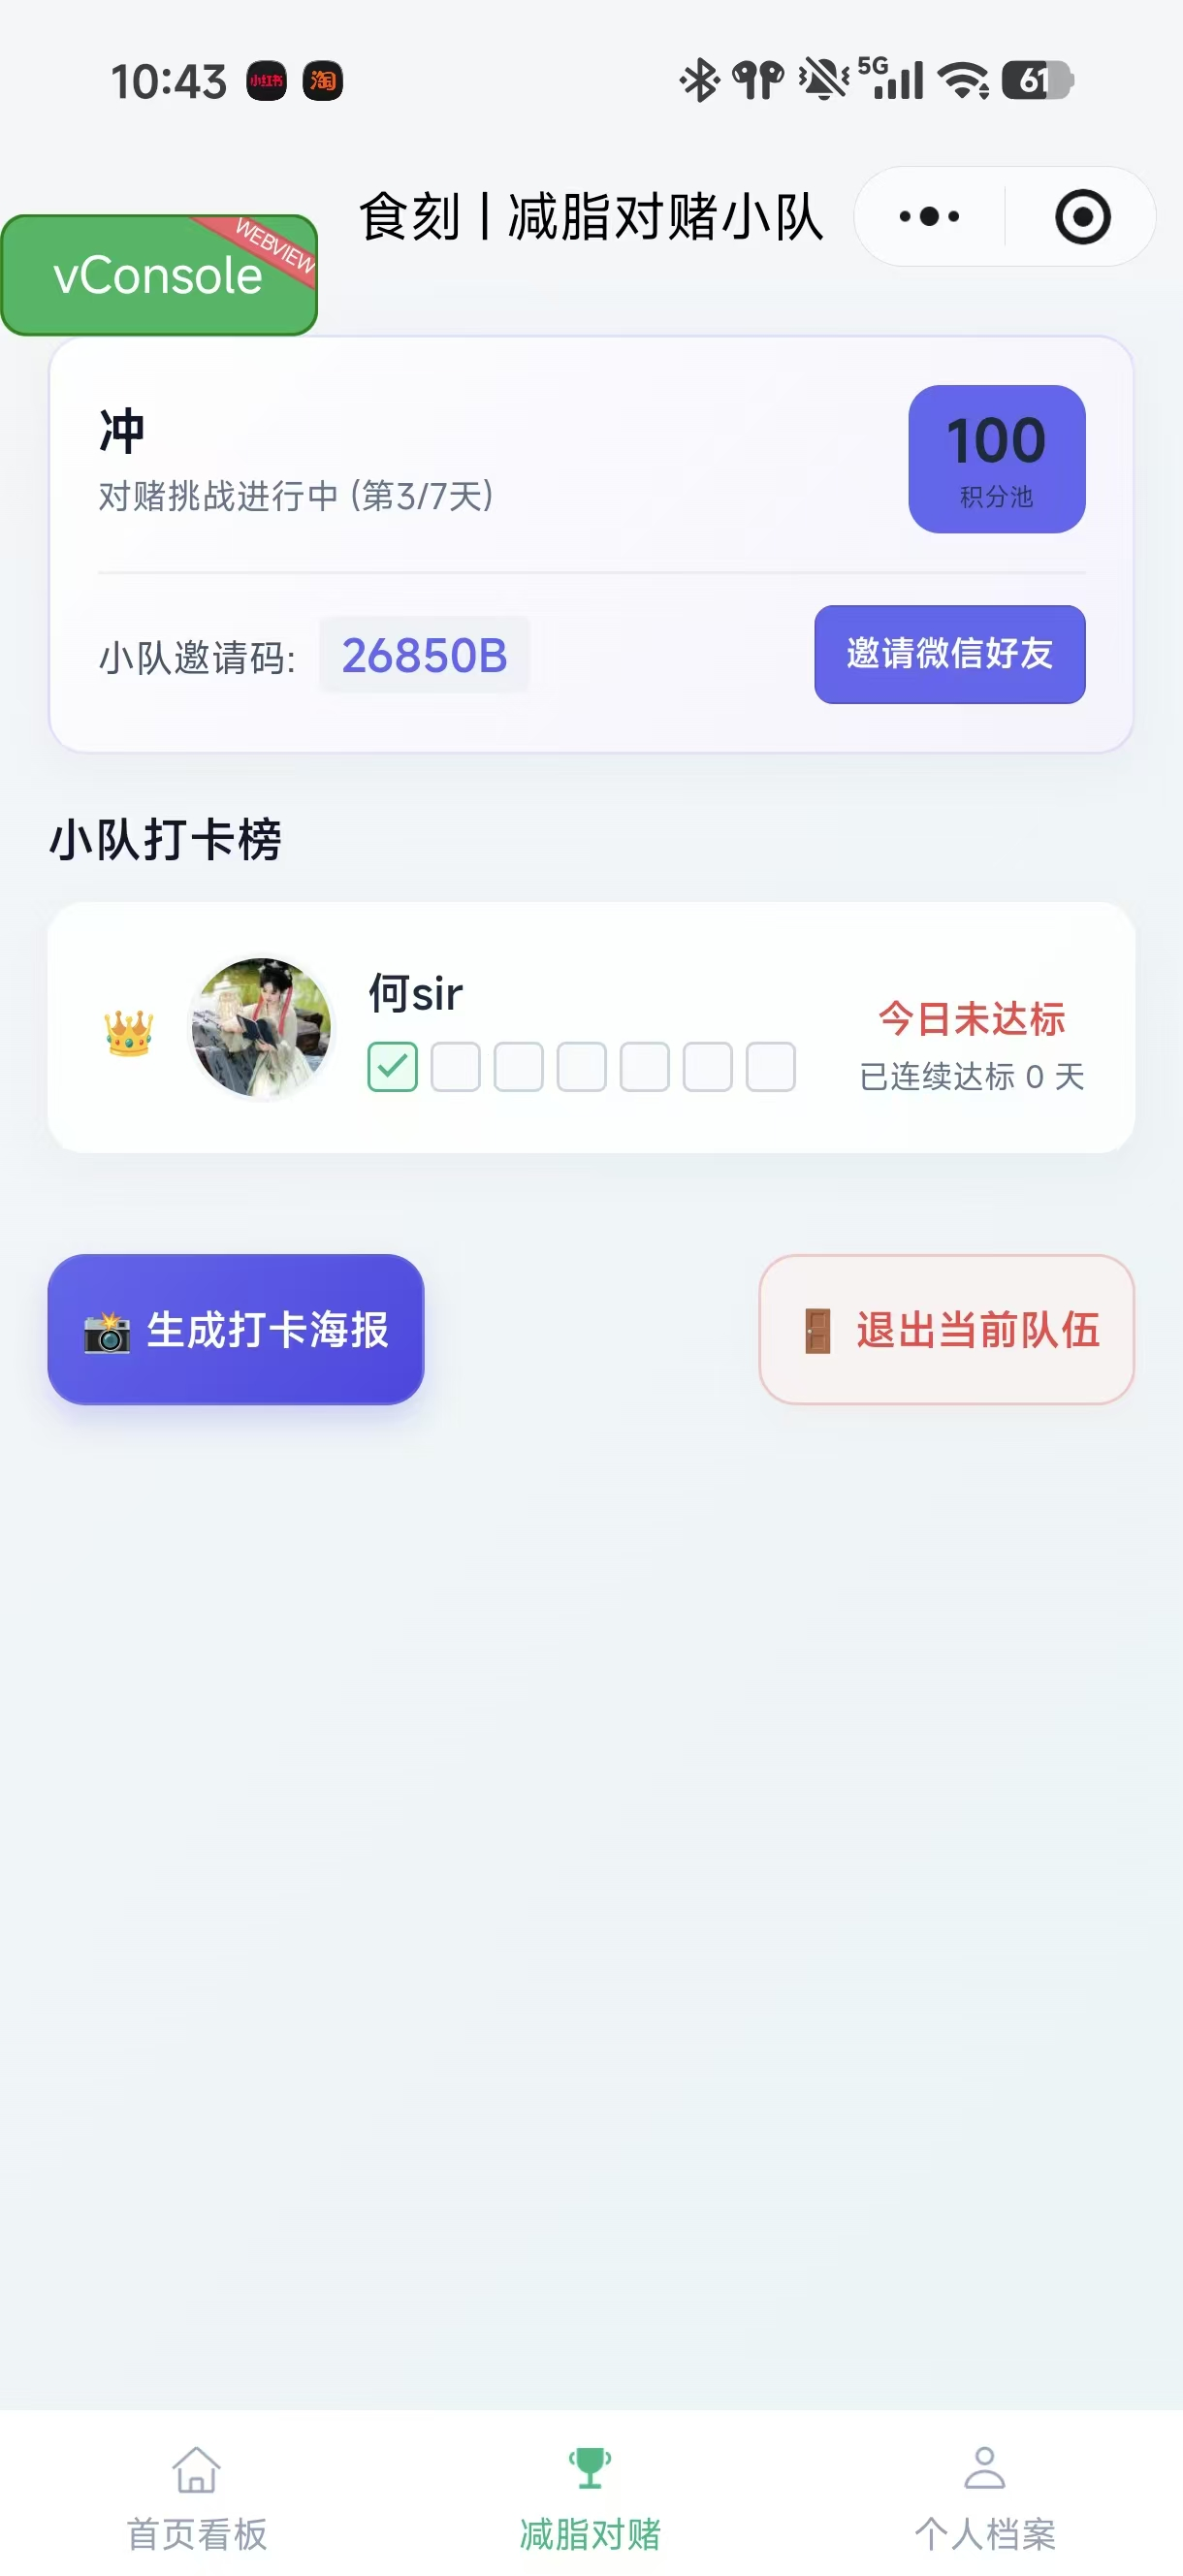 10:43 小红书 淘 5G 61
食刻 | 减脂对赌小队
vConsole WEBVIEW
冲
100
对赌挑战进行中 (第3/7天)
积分池
小队邀请码: 26850B
邀请微信好友
小队打卡榜
何sir
今日未达标
已连续达标 0 天
生成打卡海报
退出当前队伍
首页看板
减脂对赌
个人档案